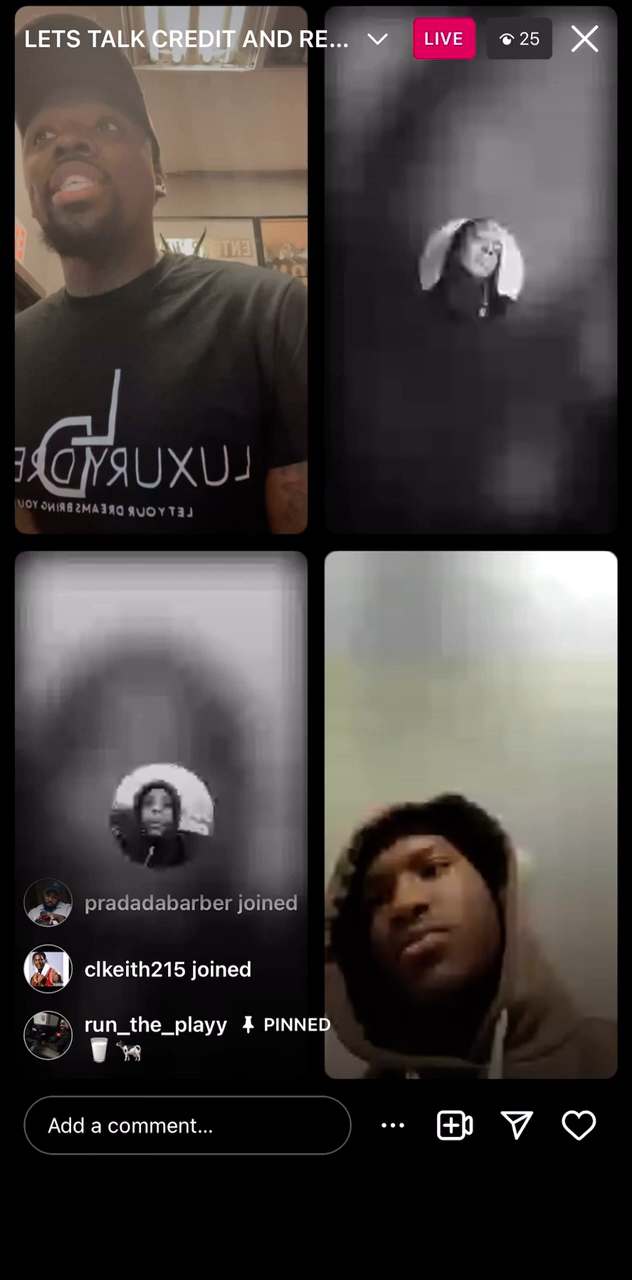 LETS TALK CREDIT AND RE...
LIVE
25
LUXURYDRE
LET YOUR DREAMS BRING YOU
pradadabarber joined
clkeith215 joined
run_the_playy PINNED
🥛🐐
Add a comment...